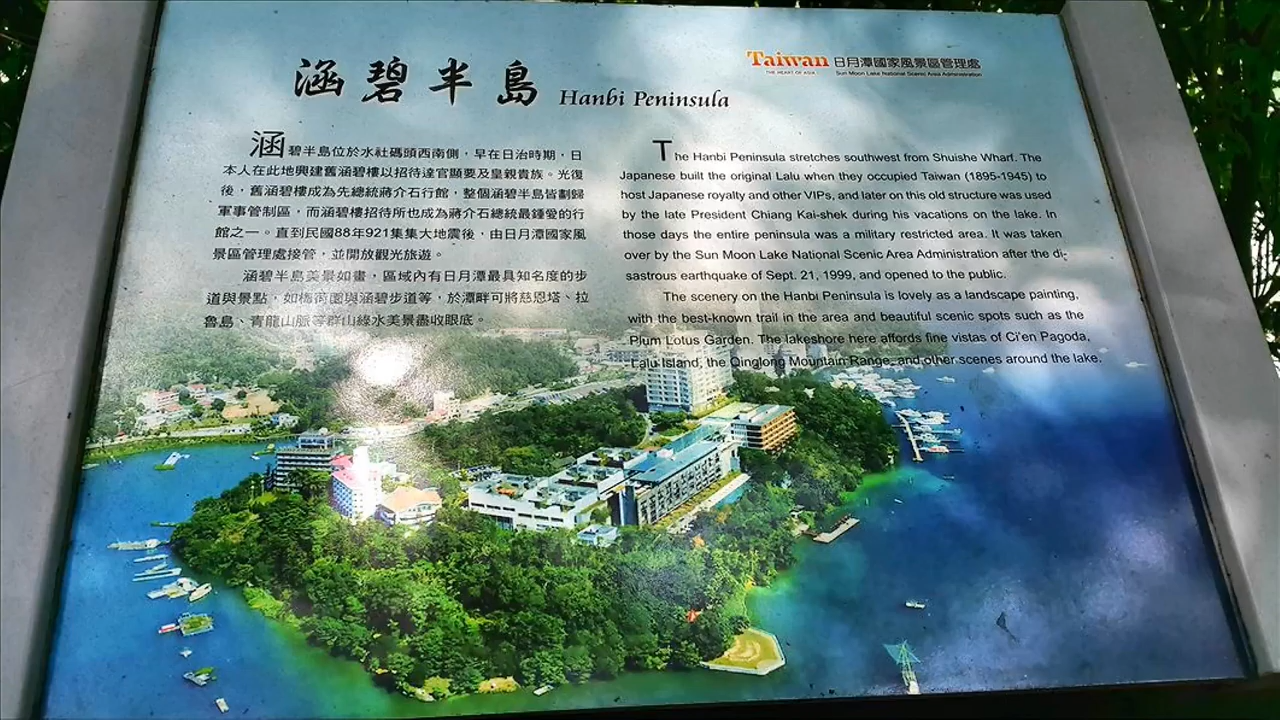 涵碧半島 Hanbi Peninsula
Taiwan 日月潭國家風景區管理處
THE HEART OF ASIA Sun Moon Lake National Scenic Area Administration
涵碧半島位於水社碼頭西南側，早在日治時期，日
本人在此地興建舊涵碧樓以招待達官顯要及皇親貴族。光復
後，舊涵碧樓成為先總統蔣介石行館，整個涵碧半島皆劃歸
軍事管制區，而涵碧樓招待所也成為蔣介石總統最鍾愛的行
館之一。直到民國88年921集集大地震後，由日月潭國家風
景區管理處接管，並開放觀光旅遊。
涵碧半島美景如畫，區域內有日月潭最具知名度的步
道與景點，如梅荷園與涵碧步道等，於潭畔可將慈恩塔、拉
魯島、青龍山脈等群山綠水美景盡收眼底。
The Hanbi Peninsula stretches southwest from Shuishe Wharf. The
Japanese built the original Lalu when they occupied Taiwan (1895-1945) to
host Japanese royalty and other VIPs, and later on this old structure was used
by the late President Chiang Kai-shek during his vacations on the lake. In
those days the entire peninsula was a military restricted area. It was taken
over by the Sun Moon Lake National Scenic Area Administration after the di-
sastrous earthquake of Sept. 21, 1999, and opened to the public.
The scenery on the Hanbi Peninsula is lovely as a landscape painting,
with the best-known trail in the area and beautiful scenic spots such as the
Plum Lotus Garden. The lakeshore here affords fine vistas of Ci'en Pagoda,
Lalu Island, the Qinglong Mountain Range, and other scenes around the lake.